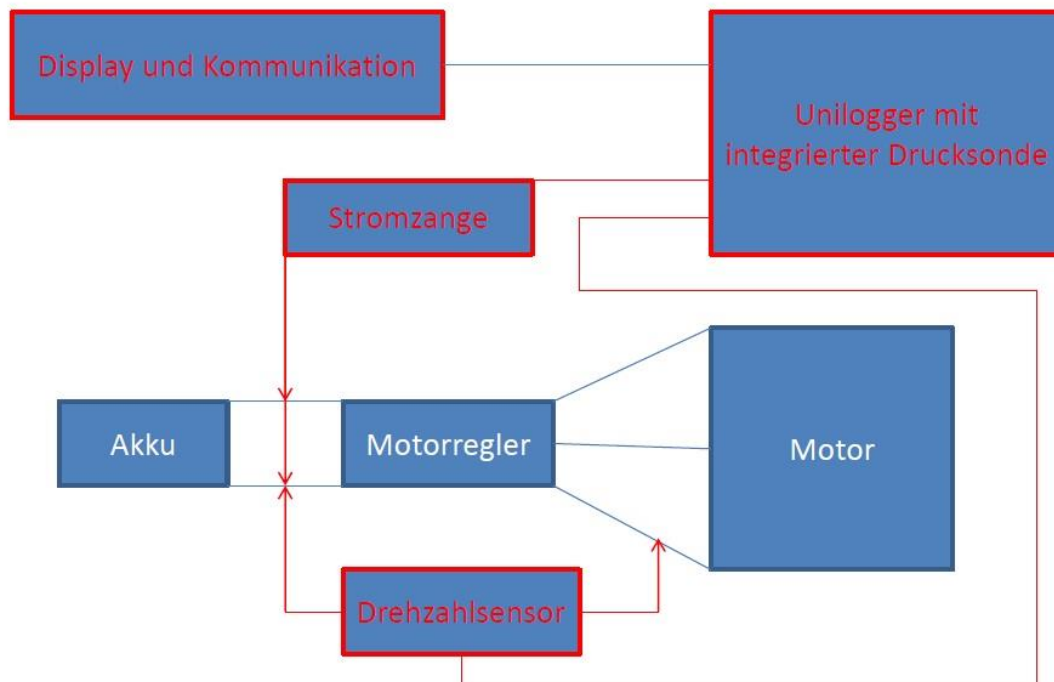 Display und Kommunikation
Unilogger mit
integrierter Drucksonde
Stromzange
Akku
Motorregler
Motor
Drehzahlsensor